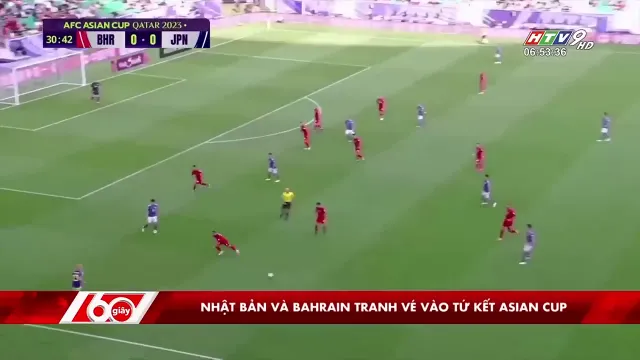 AFC ASIAN CUP QATAR 2023
30:42 BHR 0 - 0 JPN
HTV9 HD
06:53:36
60 giây
NHẬT BẢN VÀ BAHRAIN TRANH VÉ VÀO TỨ KẾT ASIAN CUP